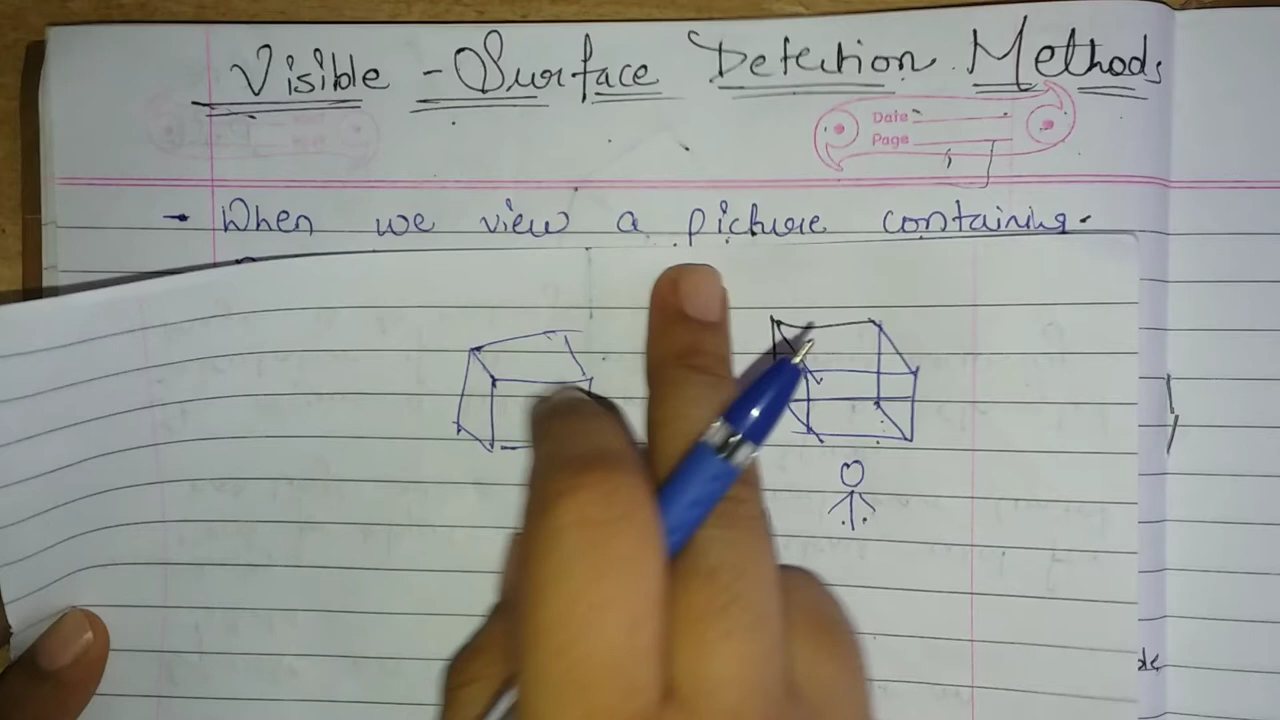 Visible - Surface Detection Methods
Date
Page
- When we view a picture containing.